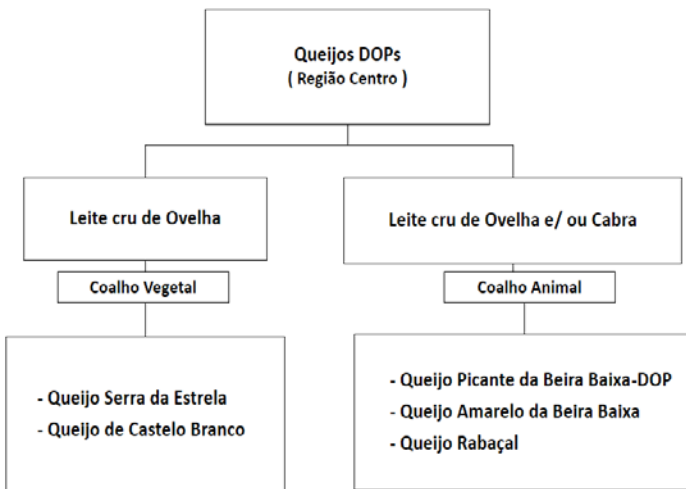 Queijos DOPs
( Região Centro )
Leite cru de Ovelha
Leite cru de Ovelha e/ ou Cabra
Coalho Vegetal
Coalho Animal
- Queijo Serra da Estrela
- Queijo de Castelo Branco
- Queijo Picante da Beira Baixa-DOP
- Queijo Amarelo da Beira Baixa
- Queijo Rabaçal